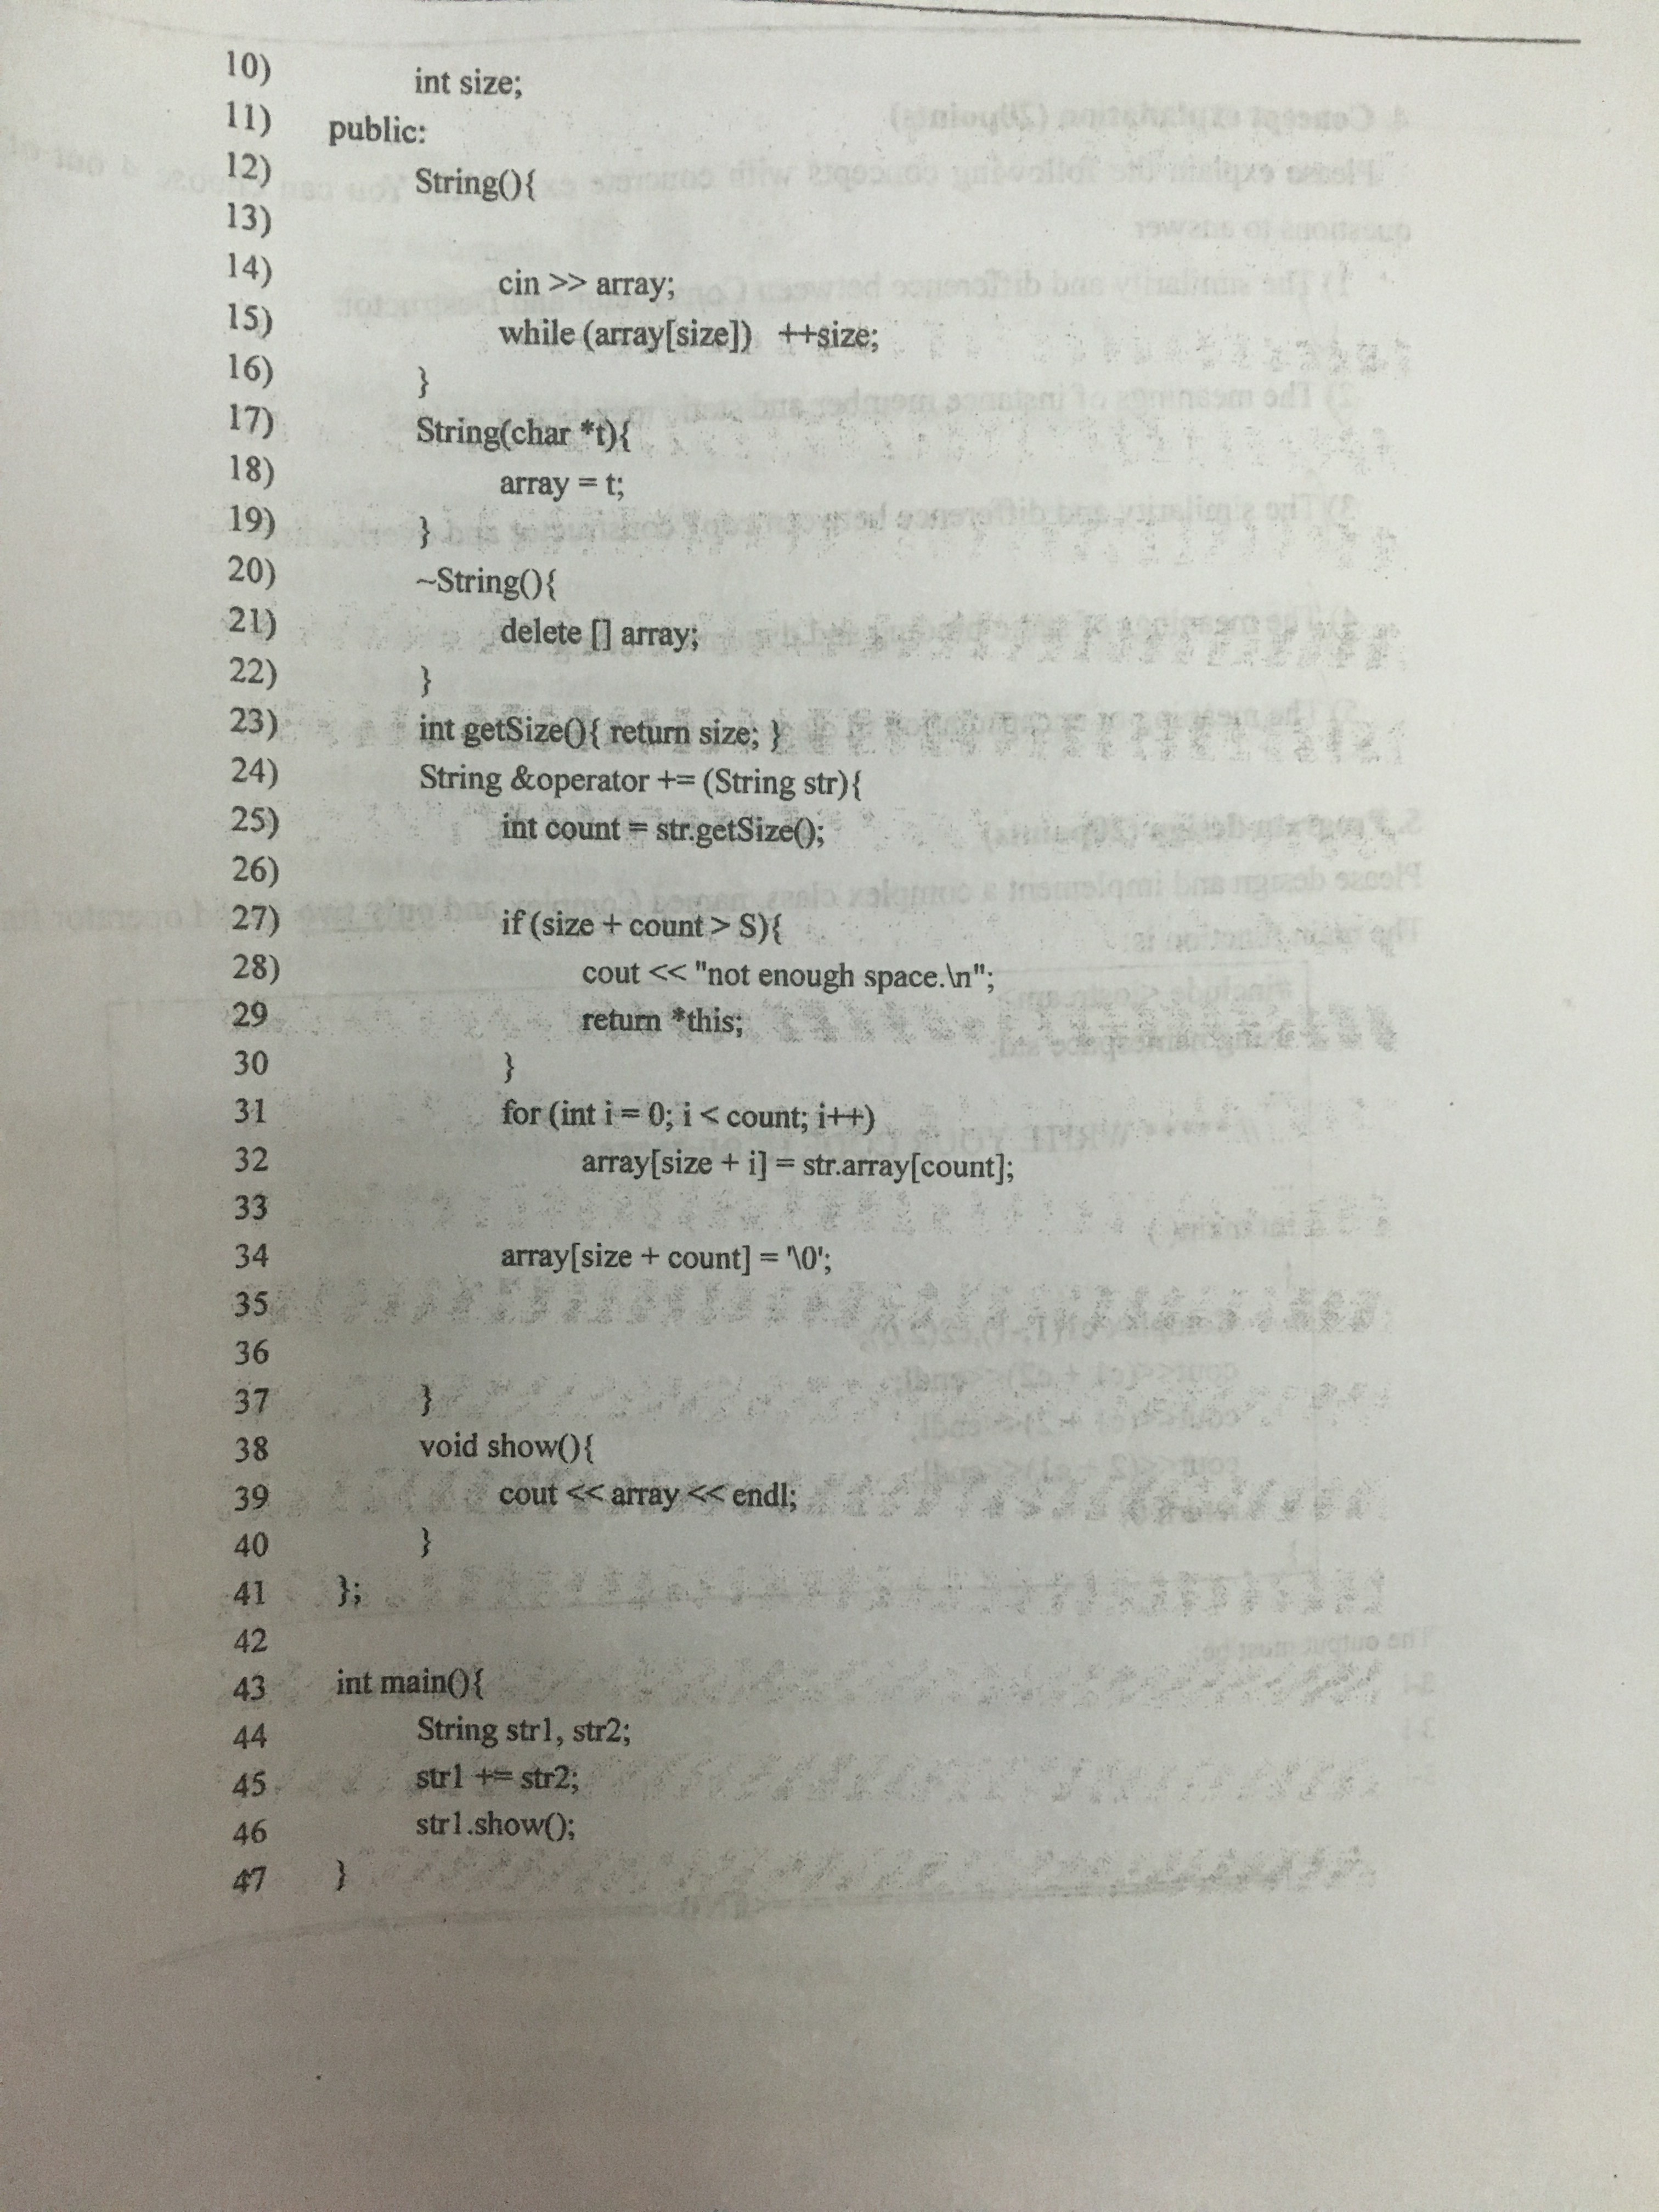 10) int size;
11) public:
12) String(){
13)
14) cin >> array;
15) while (array[size]) ++size;
16) }
17) String(char *t){
18) array = t;
19) }
20) ~String(){
21) delete [] array;
22) }
23) int getSize(){ return size; }
24) String &operator += (String str){
25) int count = str.getSize();
26)
27) if (size + count > S){
28) cout << "not enough space.\n";
29 return *this;
30 }
31 for (int i = 0; i < count; i++)
32 array[size + i] = str.array[count];
33
34 array[size + count] = '\0';
35
36
37 }
38 void show(){
39 cout << array << endl;
40 }
41 };
42
43 int main(){
44 String str1, str2;
45 str1 += str2;
46 str1.show();
47 }